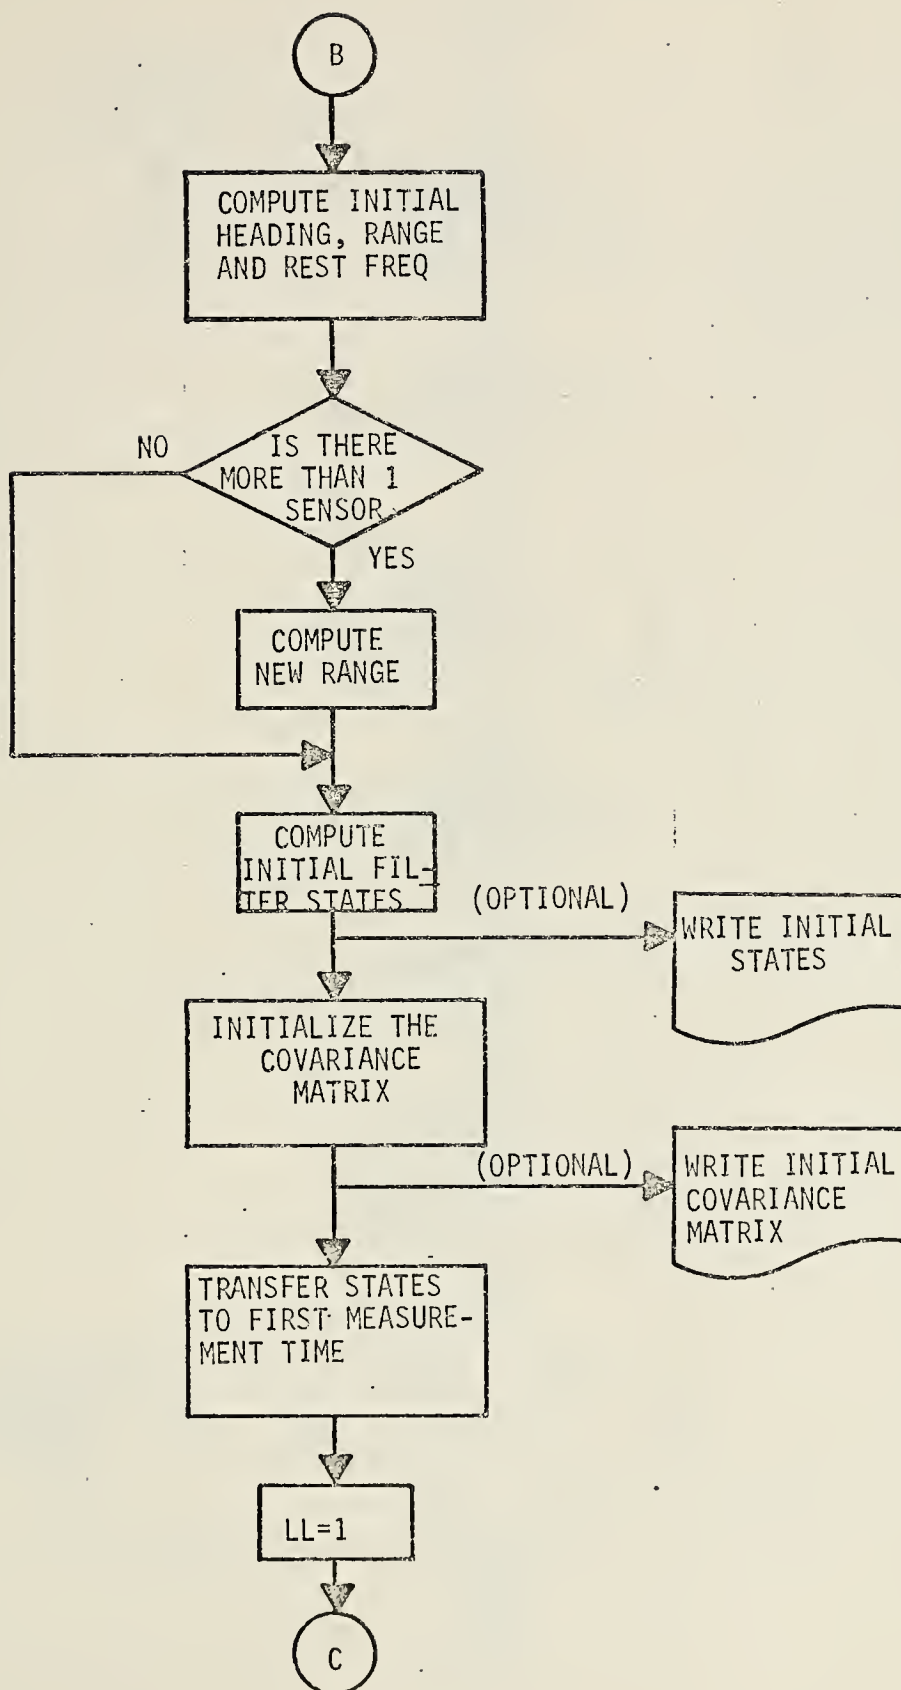 B
COMPUTE INITIAL
HEADING, RANGE
AND REST FREQ
NO
IS THERE
MORE THAN 1
SENSOR
YES
COMPUTE
NEW RANGE
COMPUTE
INITIAL FIL-
TER STATES
(OPTIONAL)
WRITE INITIAL
STATES
INITIALIZE THE
COVARIANCE
MATRIX
(OPTIONAL)
WRITE INITIAL
COVARIANCE
MATRIX
TRANSFER STATES
TO FIRST MEASURE-
MENT TIME
LL=1
C